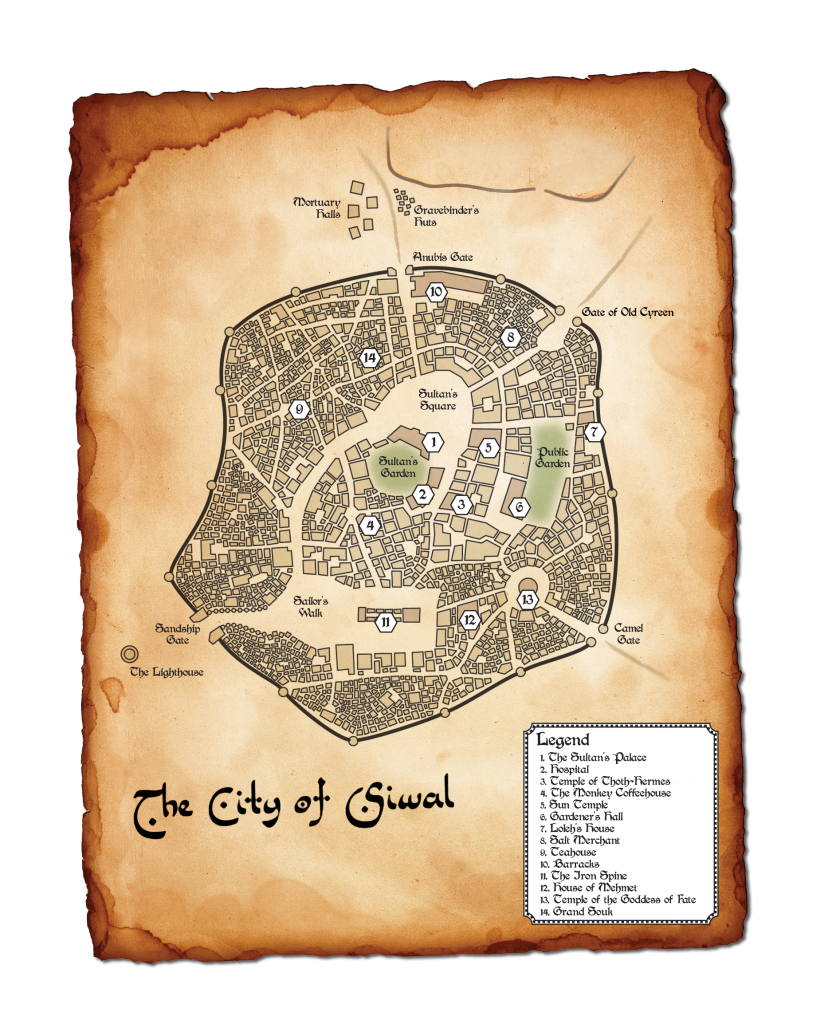 Mortuary
Halls
Gravebinder's
Huts
Anubis Gate
Gate of Old Cyreen
10
8
14
Sultan's
Square
9
1
5
7
Public
Garden
Sultan's
Garden
2
3
6
4
Sailor's
Walk
13
11
12
Sandship
Gate
Camel
Gate
The Lighthouse
The City of Siwal
Legend
1. The Sultan's Palace
2. Hospital
3. Temple of Thoth-Hermes
4. The Monkey Coffeehouse
5. Sun Temple
6. Gardener's Hall
7. Loleh's House
8. Salt Merchant
9. Teahouse
10. Barracks
11. The Iron Spine
12. House of Mehmet
13. Temple of the Goddess of Fate
14. Grand Souk